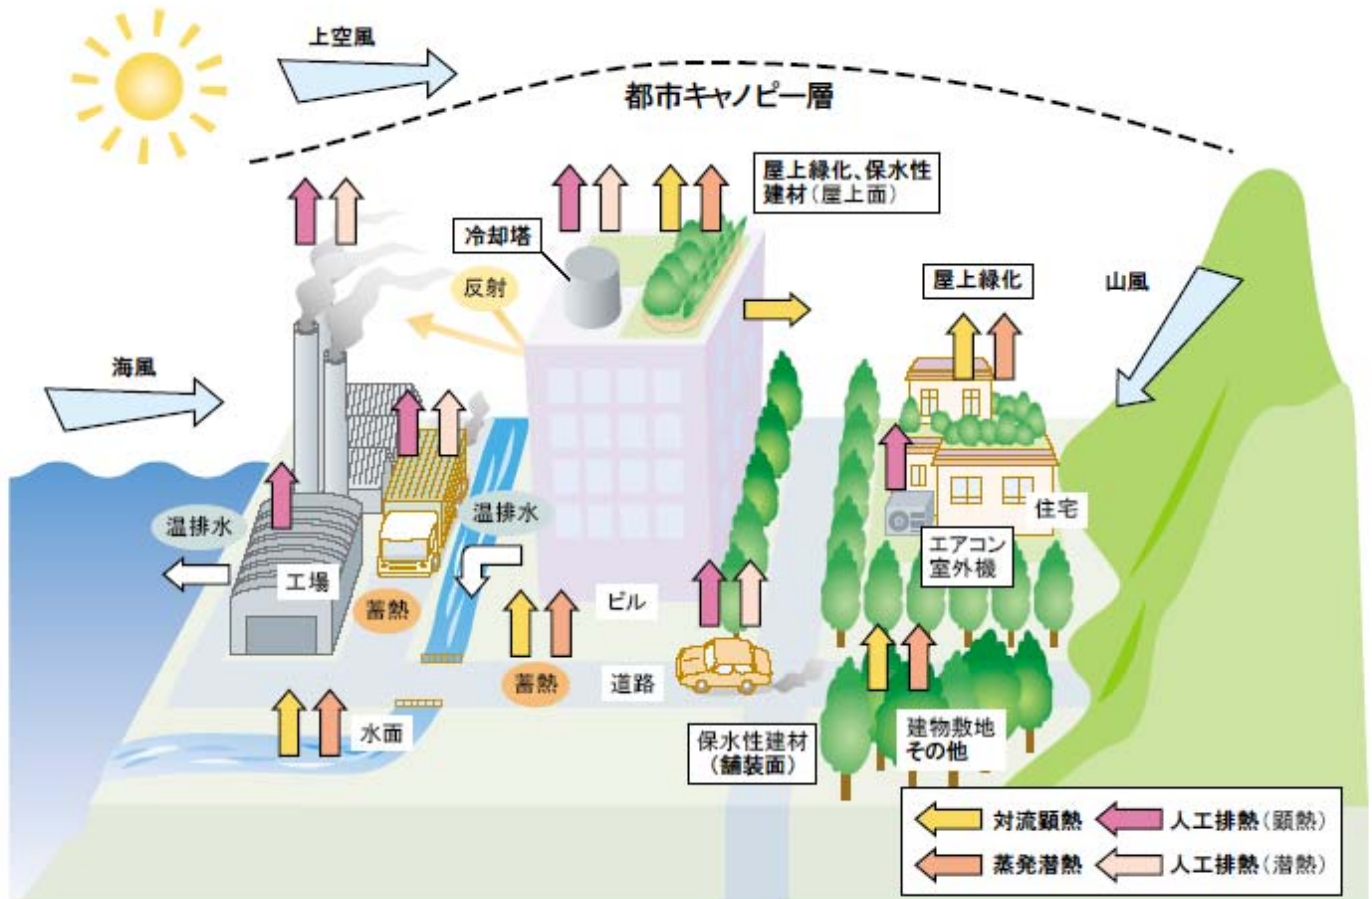 上空風
都市キャノピー層
屋上緑化、保水性
建材(屋上面)
冷却塔
反射
屋上緑化
山風
海風
温排水
温排水
住宅
エアコン
室外機
工場
蓄熱
ビル
蓄熱
道路
水面
保水性建材
(舗装面)
建物敷地
その他
対流顕熱
人工排熱(顕熱)
蒸発潜熱
人工排熱(潜熱)